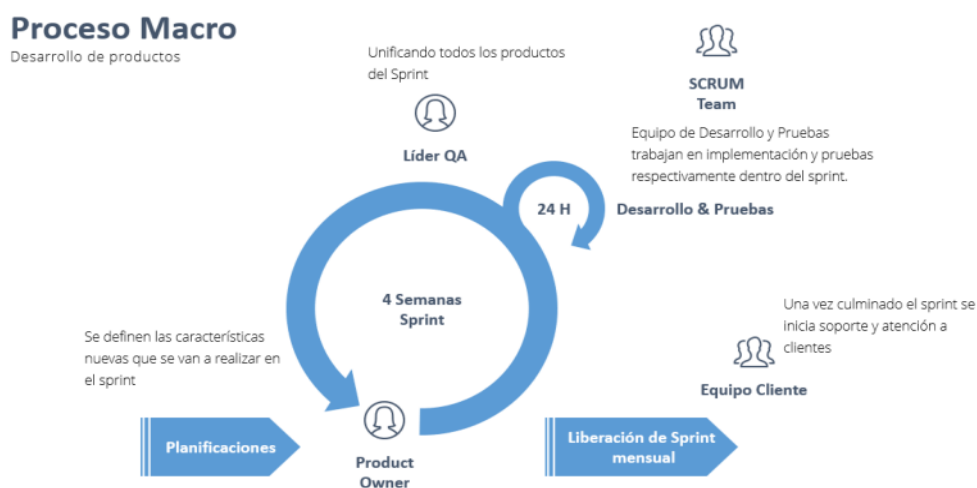 Proceso Macro
Desarrollo de productos
Unificando todos los productos
del Sprint
Líder QA
SCRUM
Team
Equipo de Desarrollo y Pruebas
trabajan en implementación y pruebas
respectivamente dentro del sprint.
24 H
Desarrollo & Pruebas
4 Semanas
Sprint
Se definen las características
nuevas que se van a realizar en
el sprint
Una vez culminado el sprint se
inicia soporte y atención a
clientes
Equipo Cliente
Planificaciones
Product
Owner
Liberación de Sprint
mensual